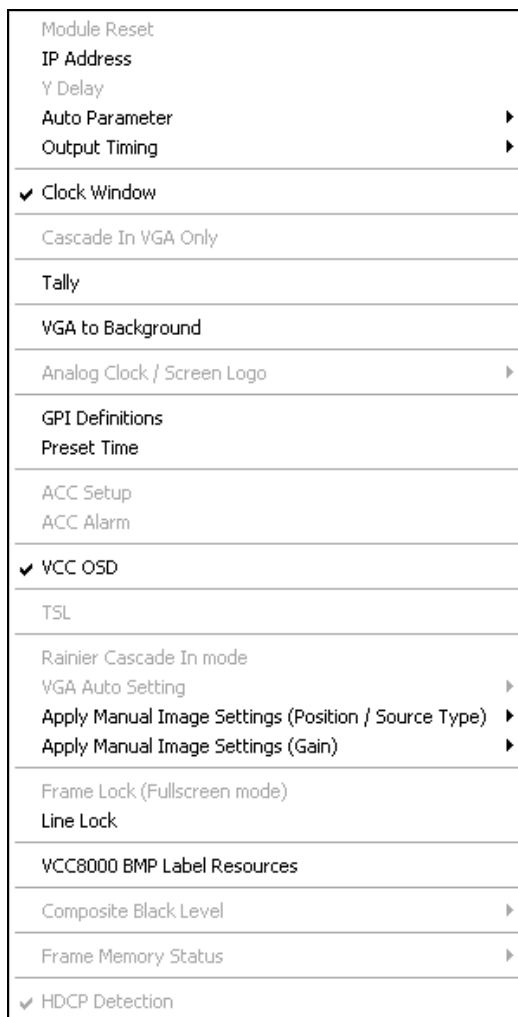 Module Reset
IP Address
Y Delay
Auto Parameter
Output Timing
Clock Window
Cascade In VGA Only
Tally
VGA to Background
Analog Clock / Screen Logo
GPI Definitions
Preset Time
ACC Setup
ACC Alarm
VCC OSD
TSL
Rainier Cascade In mode
VGA Auto Setting
Apply Manual Image Settings (Position / Source Type)
Apply Manual Image Settings (Gain)
Frame Lock (Fullscreen mode)
Line Lock
VCC8000 BMP Label Resources
Composite Black Level
Frame Memory Status
HDCP Detection